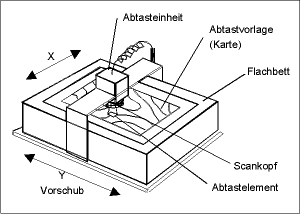 Abtasteinheit
Abtastvorlage
(Karte)
X
Flachbett
Scankopf
Y
Vorschub
Abtastelement